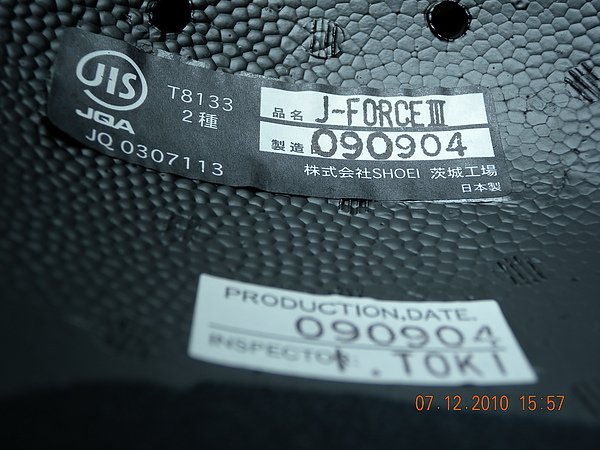 JIS
JQA
JQ 0307113
T8133
2種
品名 J-FORCEⅢ
製造 090904
株式会社SHOEI 茨城工場
日本製
PRODUCTION.DATE.
090904
INSPECTOR . TOKI
07.12.2010 15:57